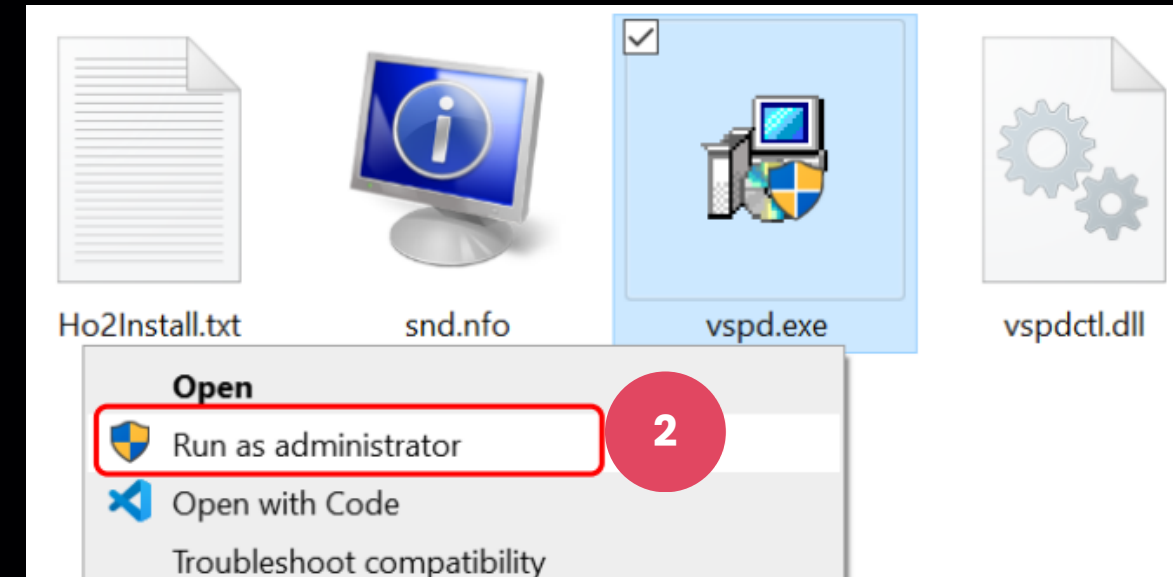 Ho2Install.txt
snd.nfo
vspd.exe
vspdctl.dll
Open
Run as administrator
2
Open with Code
Troubleshoot compatibility